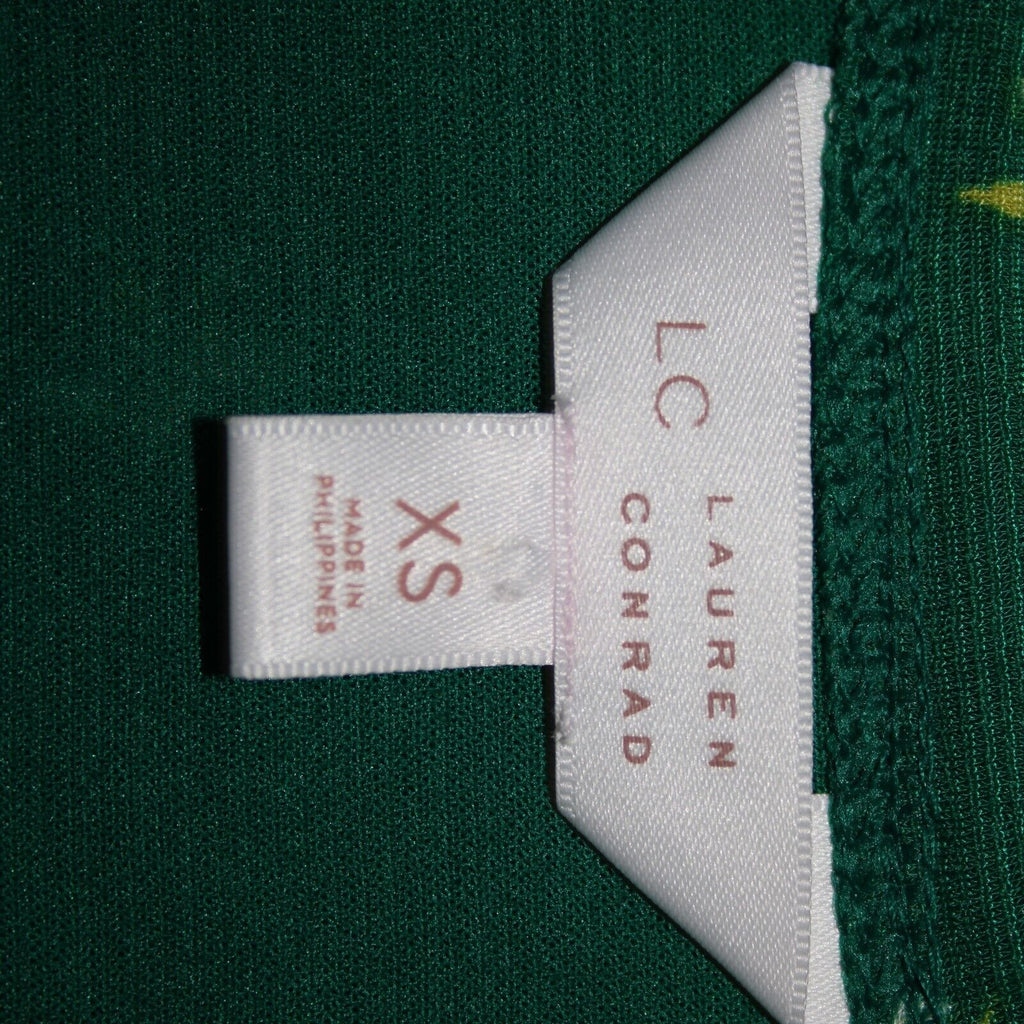 LC
LAUREN
CONRAD
XS
MADE IN
PHILIPPINES